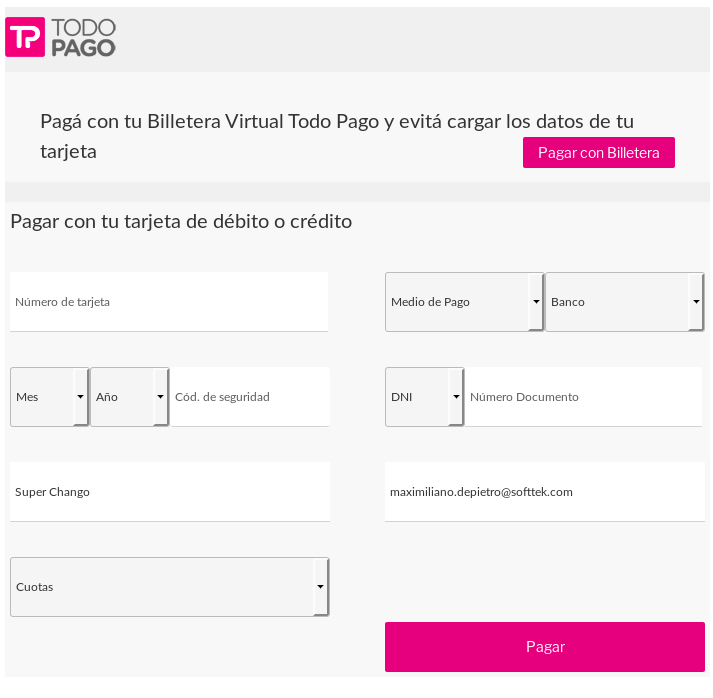 TODO
PAGO
Pagá con tu Billetera Virtual Todo Pago y evitá cargar los datos de tu
tarjeta
Pagar con Billetera
Pagar con tu tarjeta de débito o crédito
Número de tarjeta
Medio de Pago
Banco
Mes
Año
Cód. de seguridad
DNI
Número Documento
Super Chango
maximiliano.depietro@softtek.com
Cuotas
Pagar